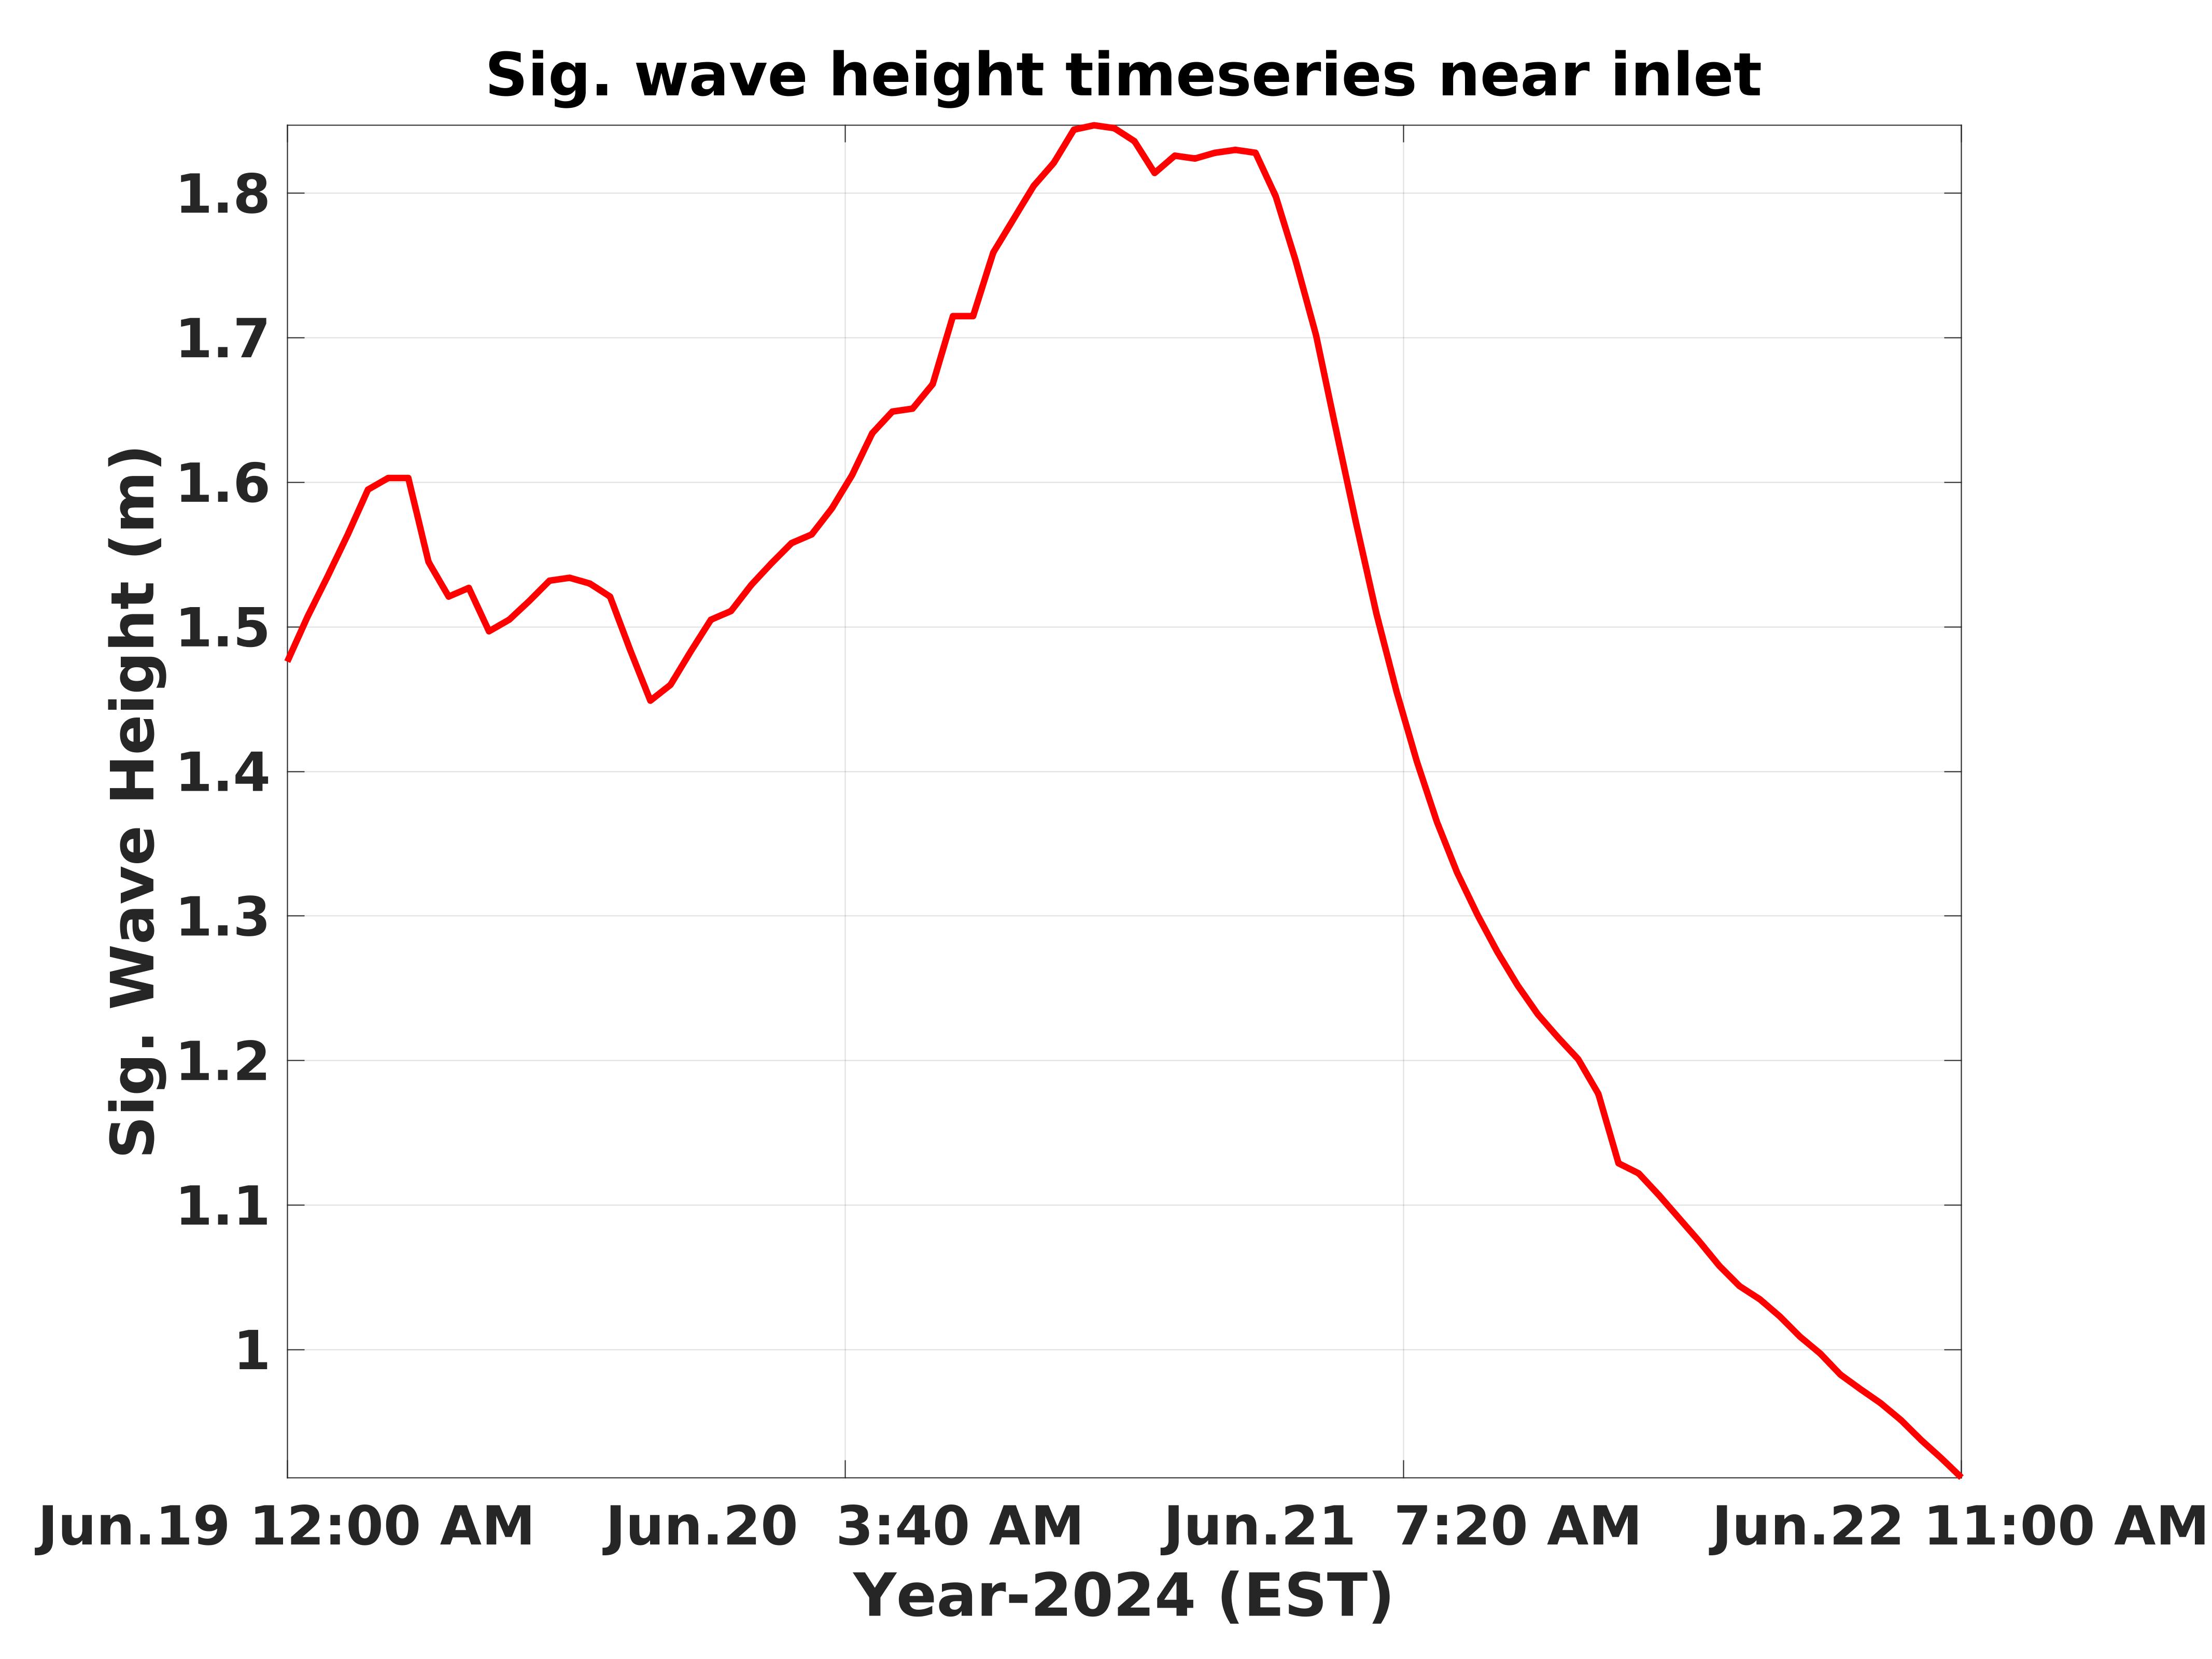 Sig. wave height timeseries near inlet
Sig. Wave Height (m)
1.8
1.7
1.6
1.5
1.4
1.3
1.2
1.1
1
Jun.19 12:00 AM Jun.20 3:40 AM Jun.21 7:20 AM Jun.22 11:00 AM
Year-2024 (EST)